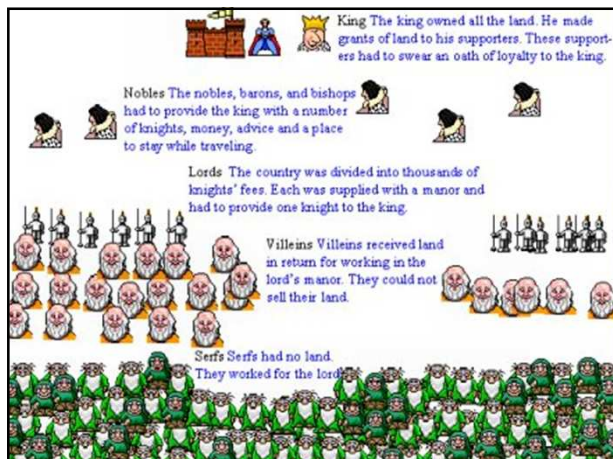 King The king owned all the land. He made
grants of land to his supporters. These support-
ers had to swear an oath of loyalty to the king.
Nobles The nobles, barons, and bishops
had to provide the king with a number
of knights, money, advice and a place
to stay while traveling.
Lords The country was divided into thousands of
knights' fees. Each was supplied with a manor and
had to provide one knight to the king.
Villeins Villeins received land
in return for working in the
lord's manor. They could not
sell their land.
Serfs Serfs had no land.
They worked for the lord